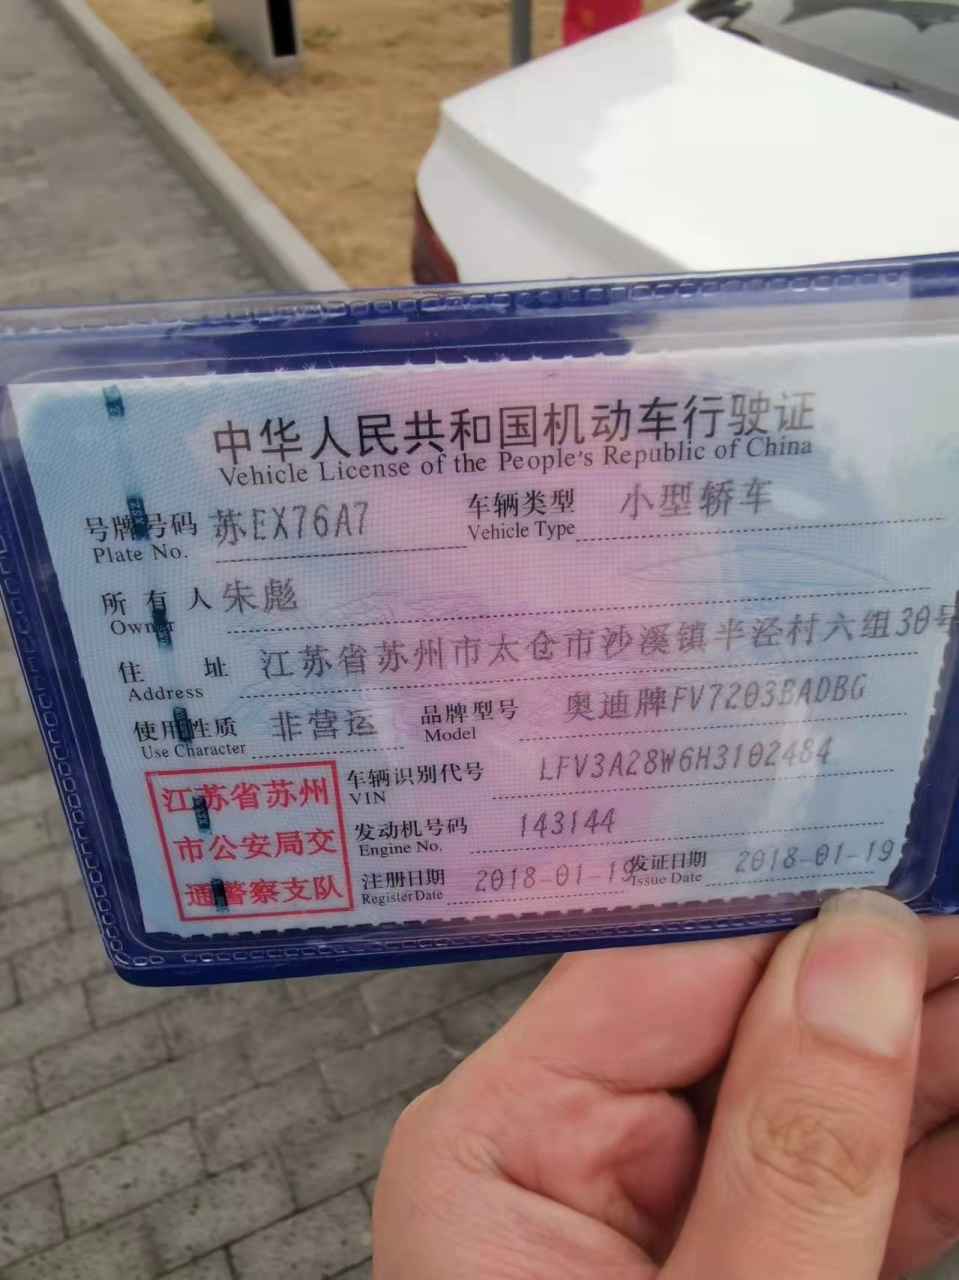 中华人民共和国机动车行驶证
Vehicle License of the People's Republic of China
号牌号码 苏EX76A7 车辆类型 小型轿车
Plate No. Vehicle Type
所有人 朱彪
Owner
住址 江苏省苏州市太仓市沙溪镇半泾村六组30号
Address
使用性质 非营运 品牌型号 奥迪牌FV7203BADBG
Use Character Model
江苏省苏州
市公安局交
通警察支队
车辆识别代号 LFV3A28W6H3102484
VIN
发动机号码 143144
Engine No.
注册日期 2018-01-19 发证日期 2018-01-19
Register Date Issue Date